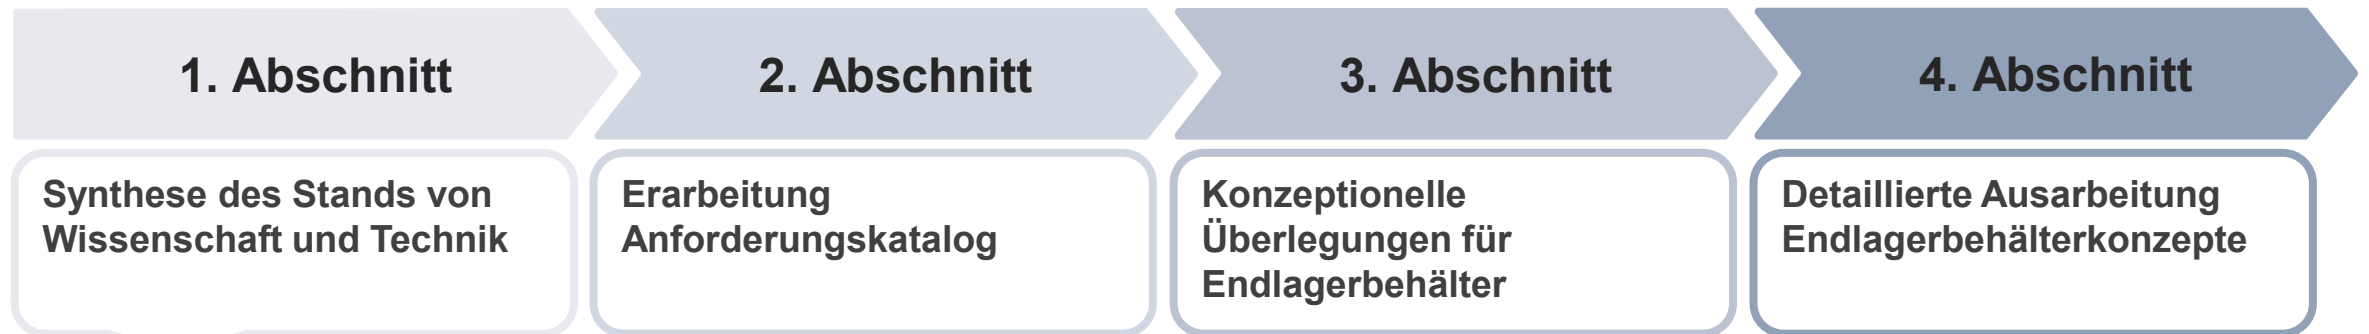 1. Abschnitt
2. Abschnitt
3. Abschnitt
4. Abschnitt
Synthese des Stands von
Wissenschaft und Technik
Erarbeitung
Anforderungskatalog
Konzeptionelle
Überlegungen für
Endlagerbehälter
Detaillierte Ausarbeitung
Endlagerbehälterkonzepte